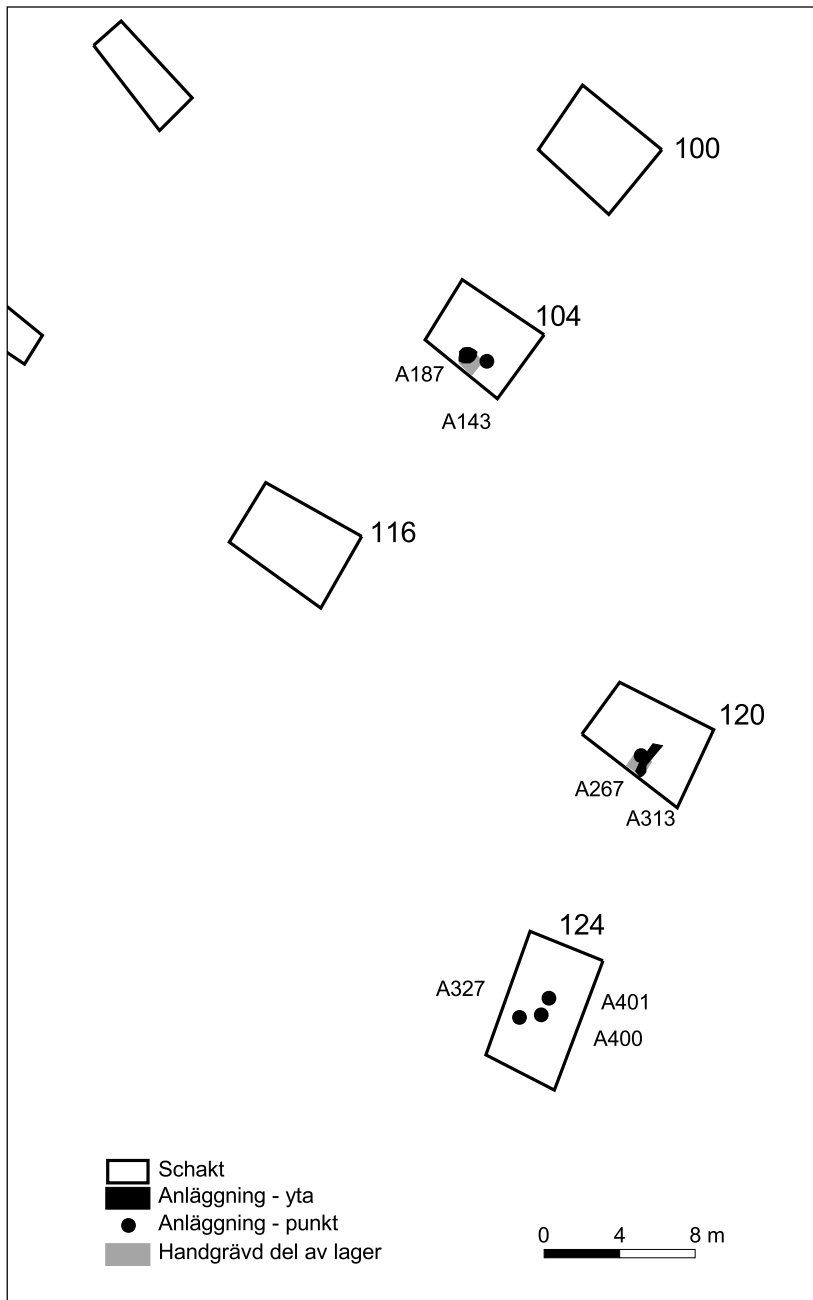 100
104
A187
A143
116
120
A267
A313
124
A327
A401
A400
Schakt
Anläggning - yta
Anläggning - punkt
Handgrävd del av lager
0 4 8 m